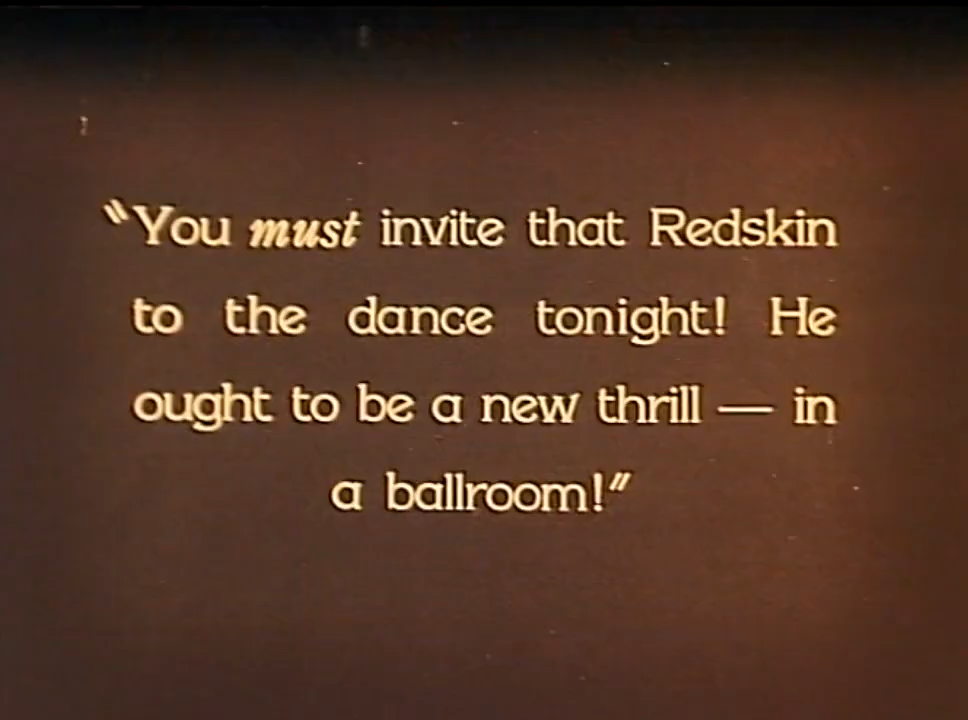 “You must invite that Redskin
to the dance tonight! He
ought to be a new thrill — in
a ballroom!”